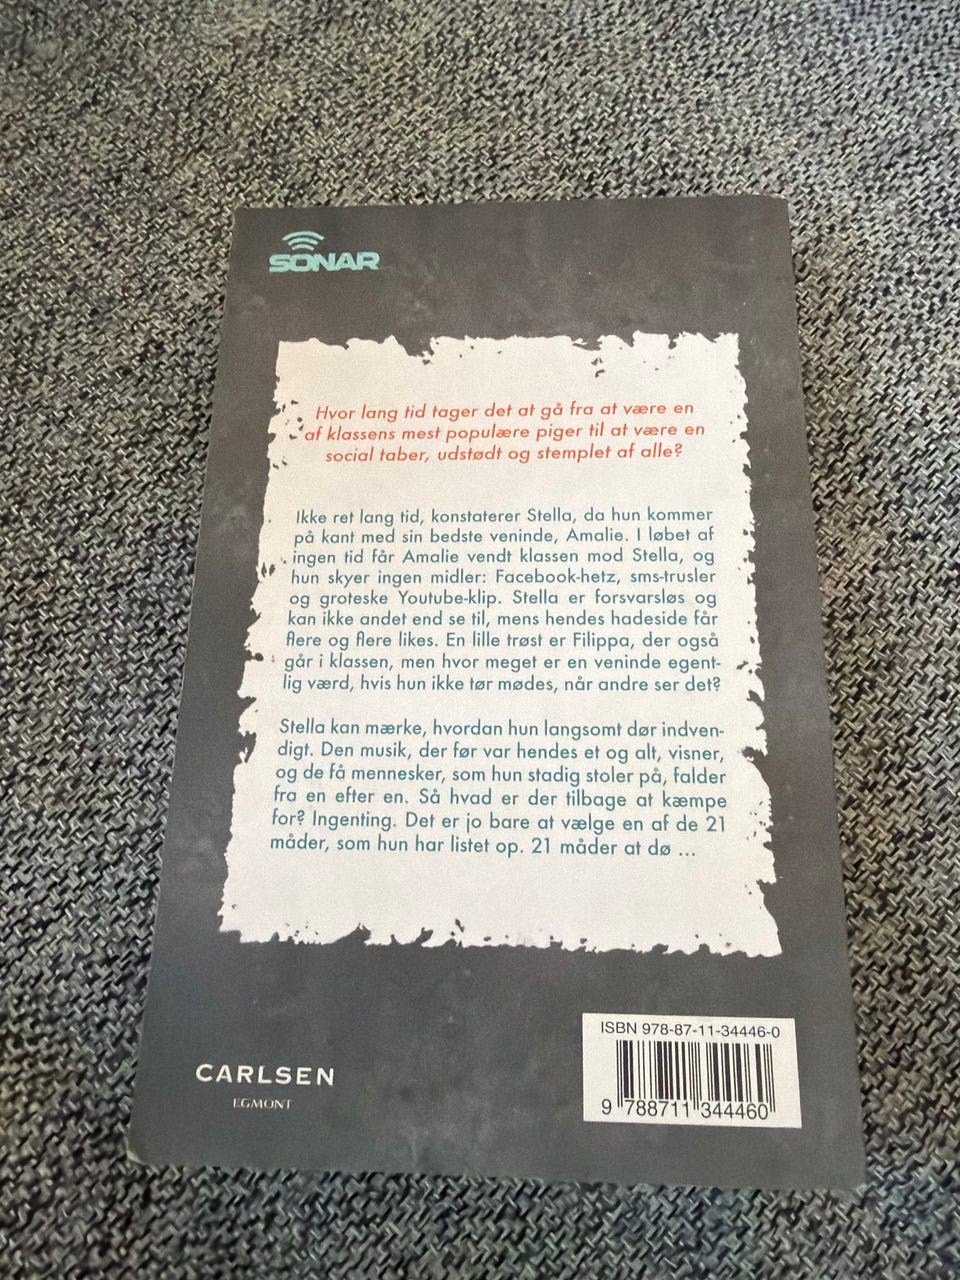 SONAR
Hvor lang tid tager det at gå fra at være en
af klassens mest populære piger til at være en
social taber, udstødt og stemplet af alle?
Ikke ret lang tid, konstaterer Stella, da hun kommer
på kant med sin bedste veninde, Amalie. I løbet af
ingen tid får Amalie vendt klassen mod Stella, og
hun skyer ingen midler: Facebook-hetz, sms-trusler
og groteske Youtube-klip. Stella er forsvarsløs og
kan ikke andet end se til, mens hendes hadeside får
flere og flere likes. En lille trøst er Filippa, der også
går i klassen, men hvor meget er en veninde egent-
lig værd, hvis hun ikke tør mødes, når andre ser det?
Stella kan mærke, hvordan hun langsomt dør indven-
digt. Den musik, der før var hendes et og alt, visner,
og de få mennesker, som hun stadig stoler på, falder
fra en efter en. Så hvad er der tilbage at kæmpe
for? Ingenting. Det er jo bare at vælge en af de 21
måder, som hun har listet op. 21 måder at dø ...
ISBN 978-87-11-34446-0
9 788711 344460
CARLSEN
EGMONT